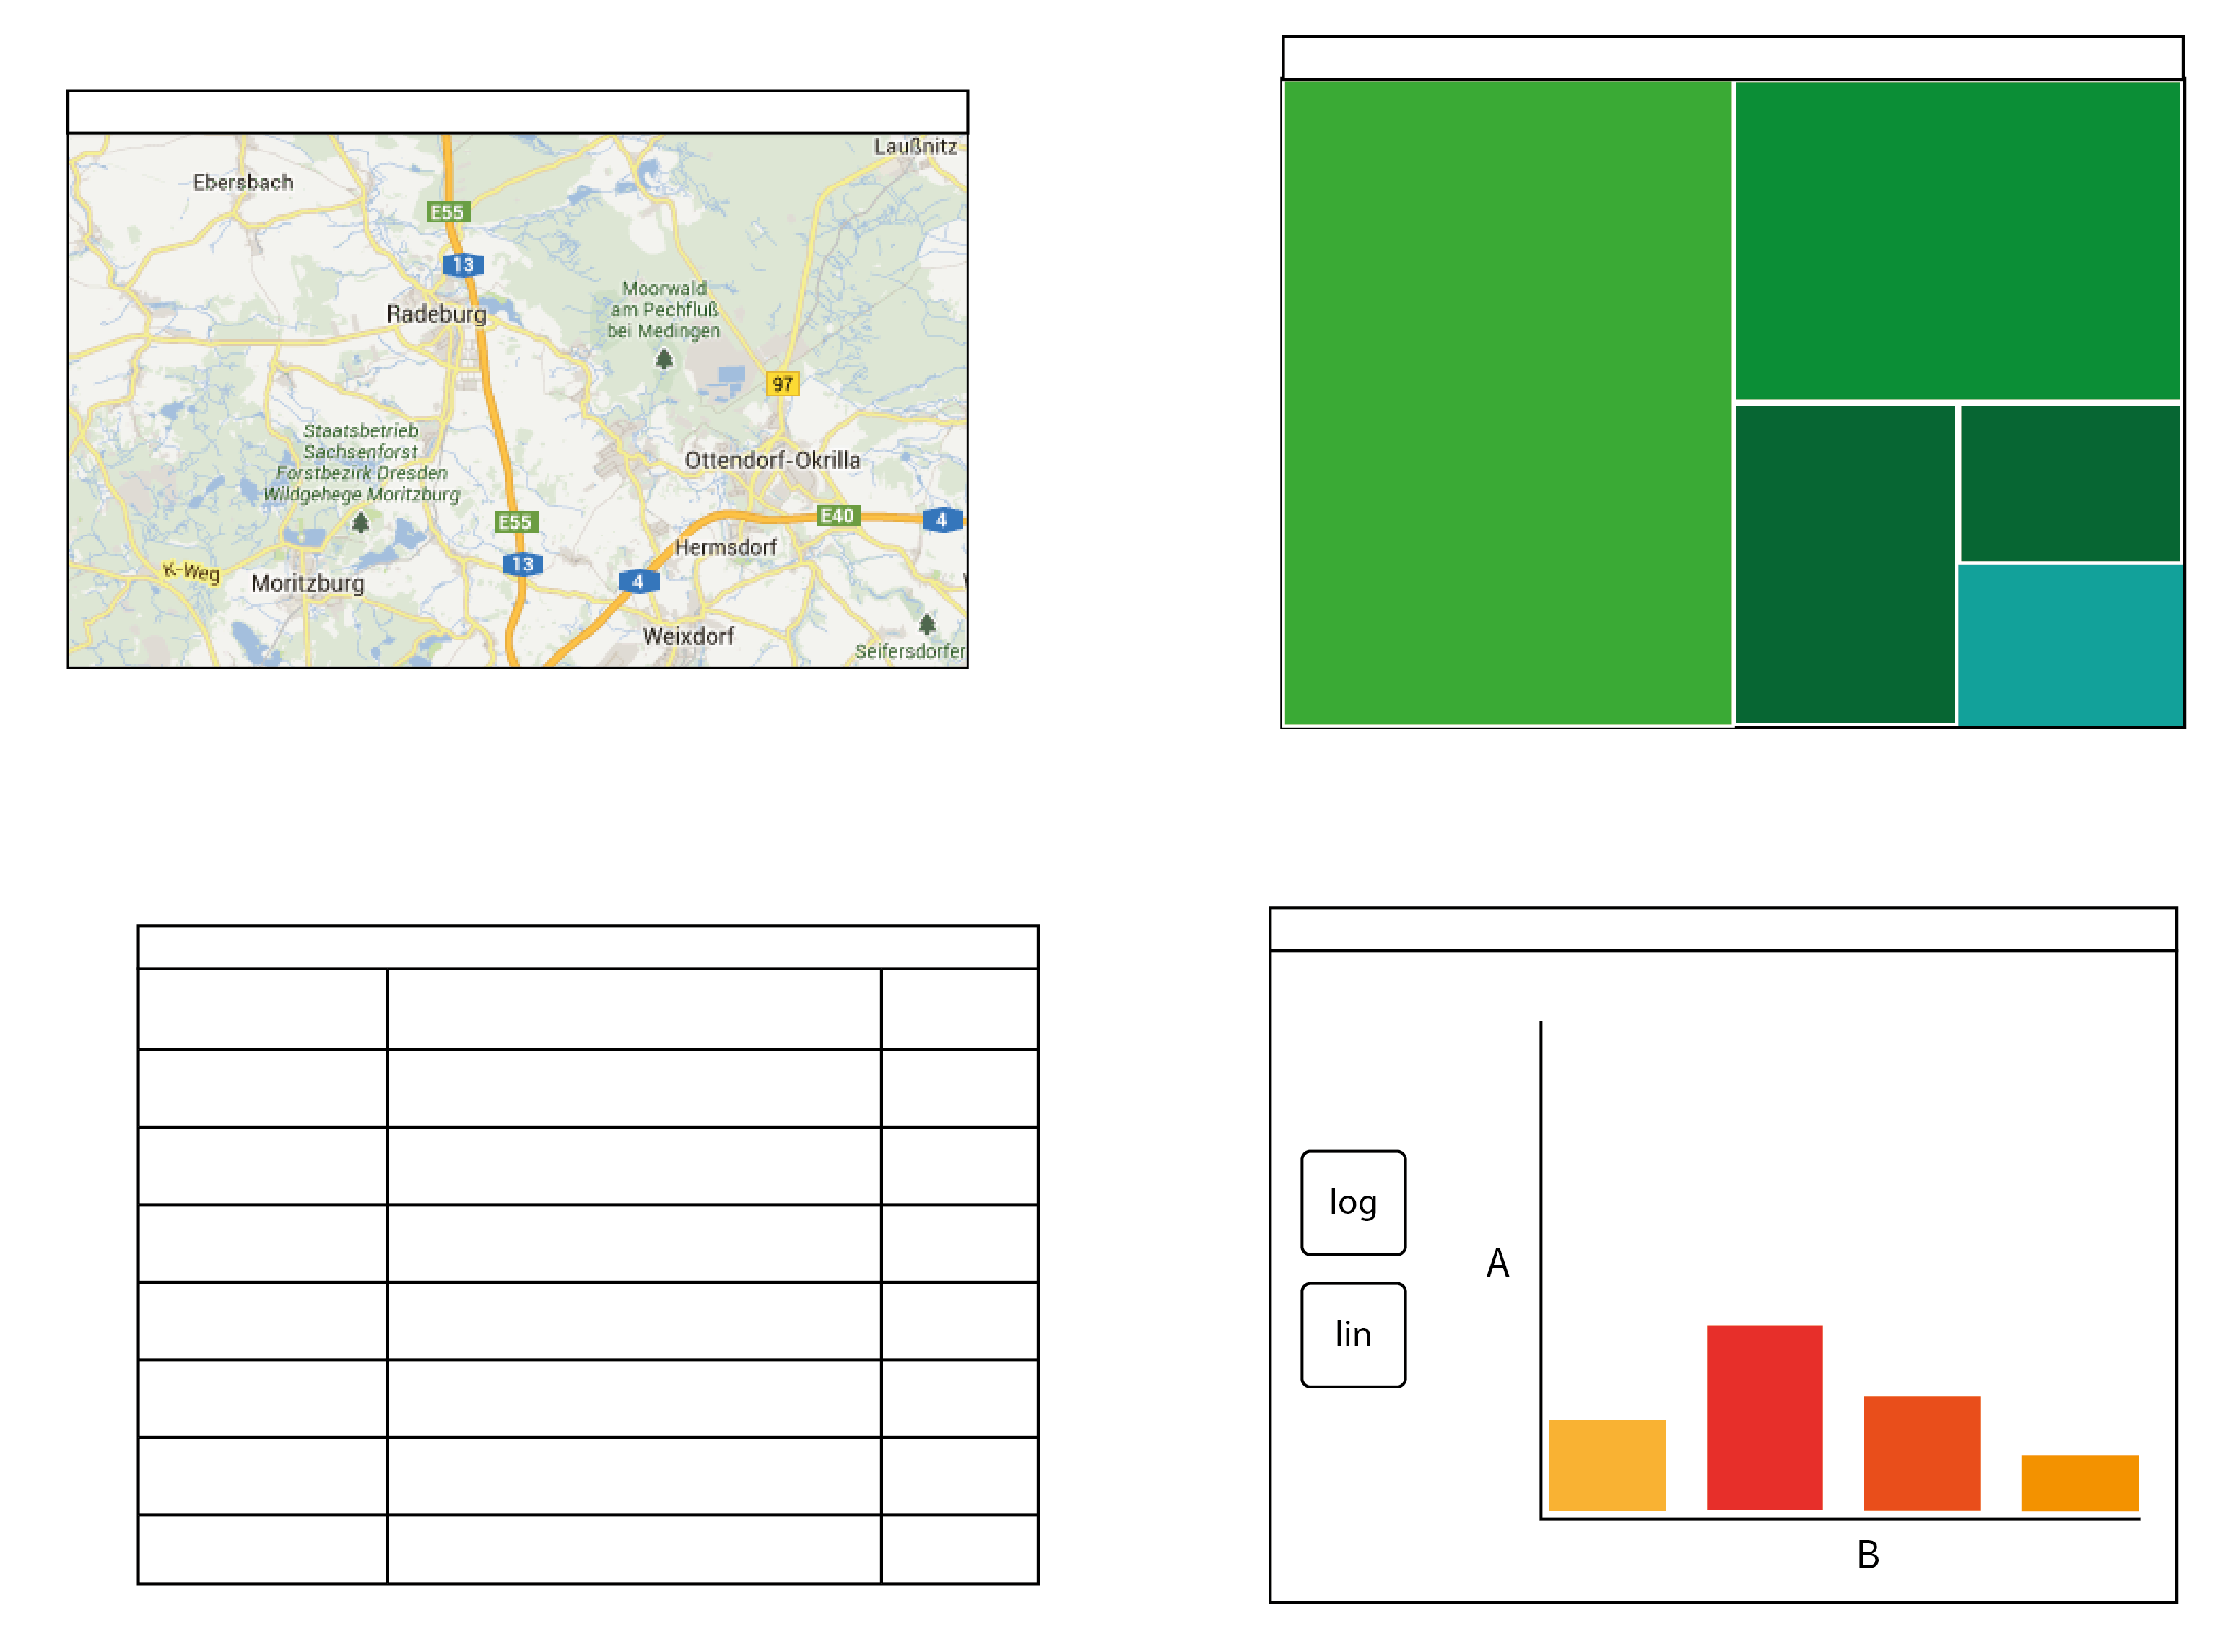 Laußnitz
Ebersbach
E55
13
Moorwald
am Pechfluß
bei Medingen
Radeburg
97
Staatsbetrieb
Sachsenforst
Forstbezirk Dresden
Wildgehege Moritzburg
Ottendorf-Okrilla
E55
E40
4
Hermsdorf
13
K-Weg
Moritzburg
4
Weixdorf
Seifersdorfer
log
A
lin
B